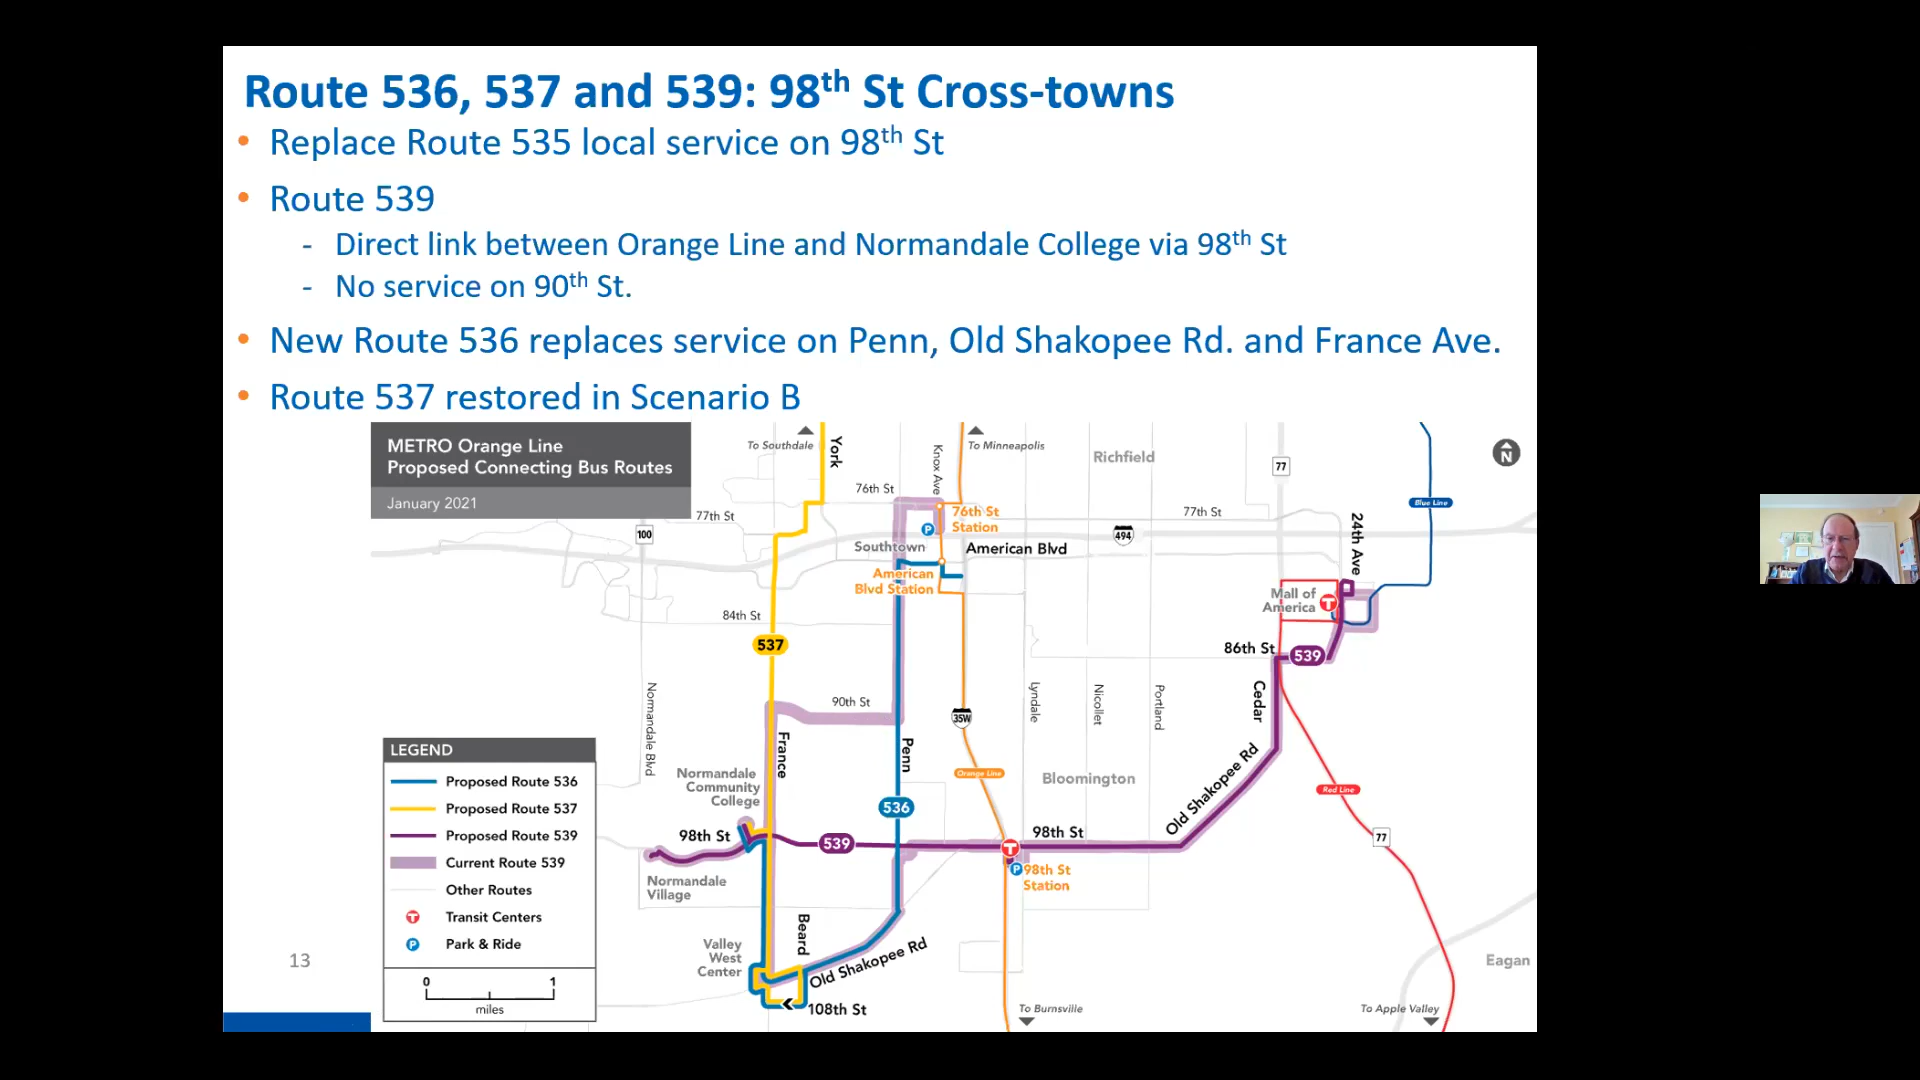 Route 536, 537 and 539: 98th St Cross-towns
• Replace Route 535 local service on 98th St
• Route 539
- Direct link between Orange Line and Normandale College via 98th St
- No service on 90th St.
• New Route 536 replaces service on Penn, Old Shakopee Rd. and France Ave.
• Route 537 restored in Scenario B
METRO Orange Line
Proposed Connecting Bus Routes
January 2021
To Southdale
York
Knox Ave
To Minneapolis
Richfield
77
N
76th St
77th St
100
76th St
Station
P
77th St
494
Blue Line
24th Ave
Southtown
American Blvd
American
Blvd Station
Mall of
America
T
84th St
537
86th St
539
Normandale Blvd
90th St
35W
Lyndale
Nicollet
Portland
Cedar
France
Penn
Orange Line
Bloomington
Old Shakopee Rd
Red Line
Normandale
Community
College
536
98th St
539
98th St
T
77
P
98th St
Station
Normandale
Village
Beard
Valley
West
Center
Old Shakopee Rd
108th St
To Burnsville
To Apple Valley
Eagan
LEGEND
Proposed Route 536
Proposed Route 537
Proposed Route 539
Current Route 539
Other Routes
T Transit Centers
P Park & Ride
0 1
miles
13